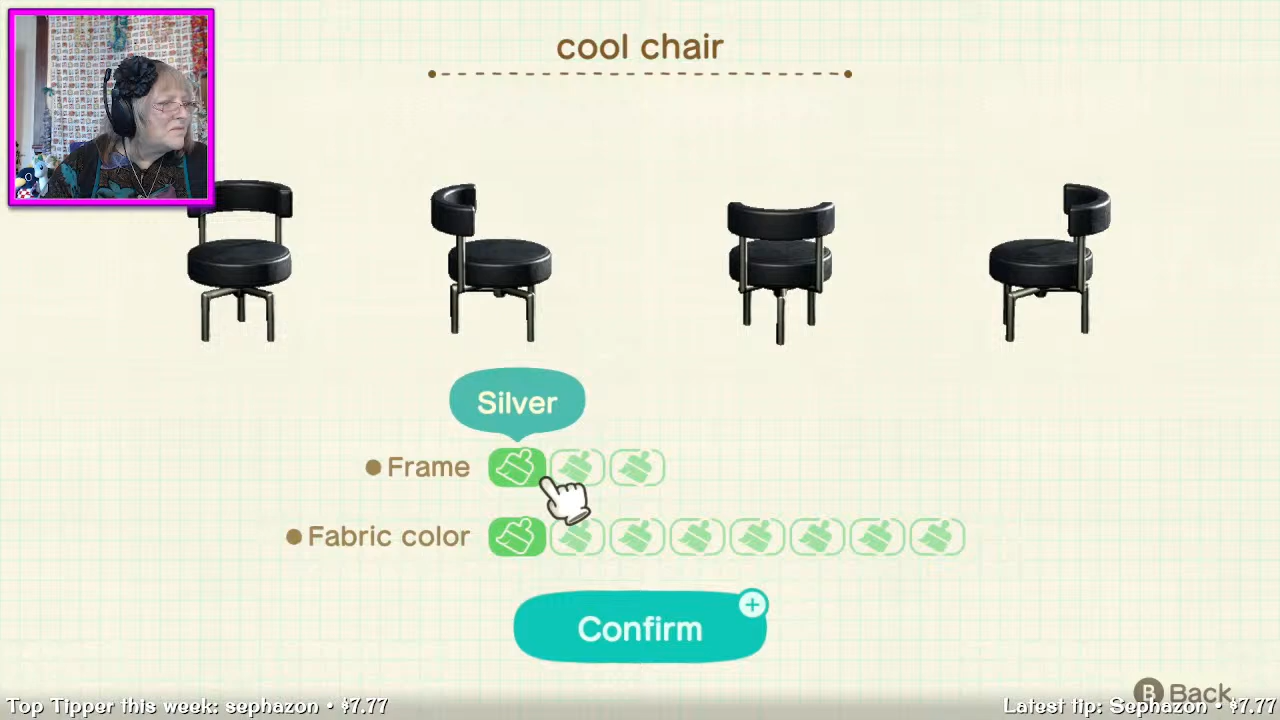 cool chair
Silver
Frame
Fabric color
Confirm
B Back
Top Tipper this week: sephazon • $7.77
Latest tip: Sephazon • $7.77